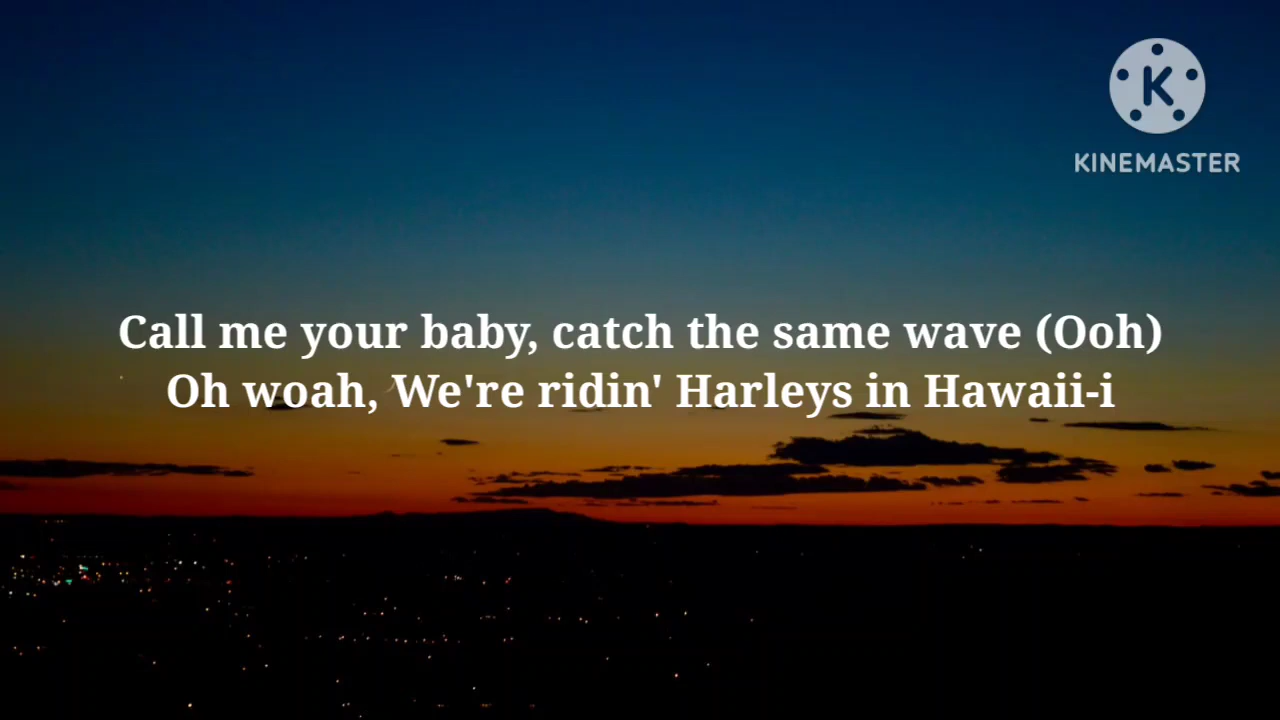 K
KINEMASTER
Call me your baby, catch the same wave (Ooh)
Oh woah, We're ridin' Harleys in Hawaii-i